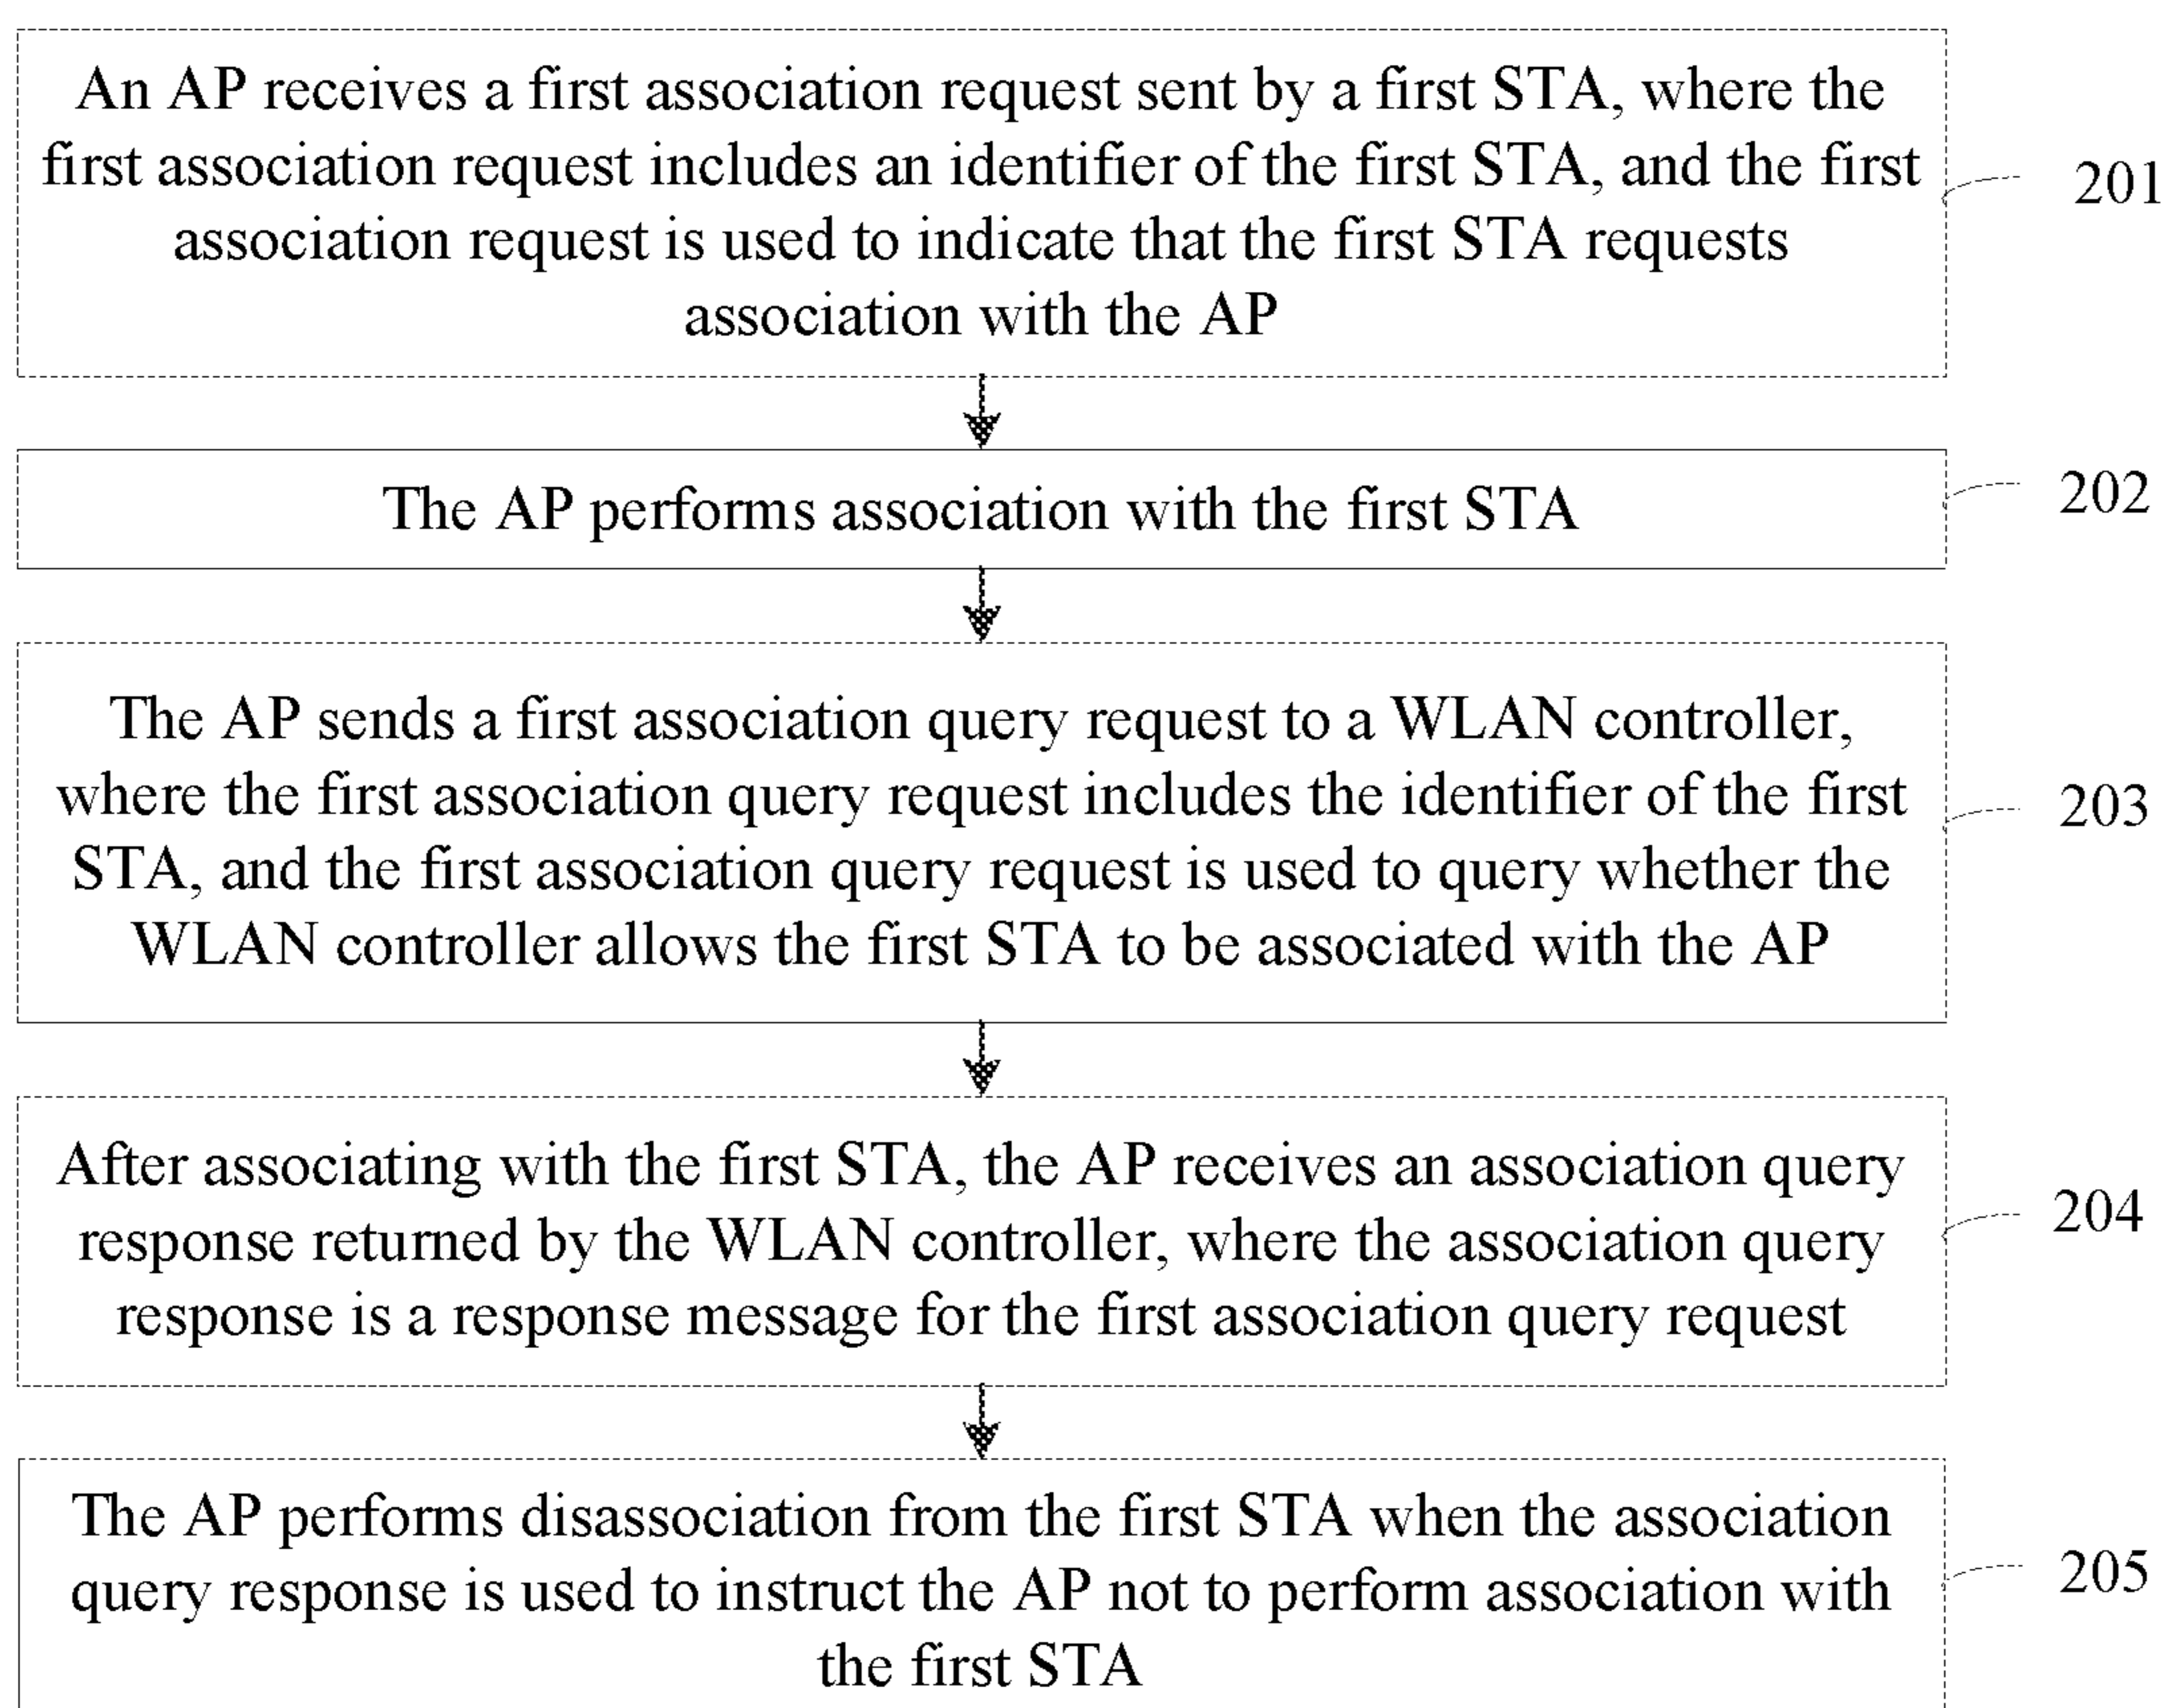 An AP receives a first association request sent by a first STA, where the
first association request includes an identifier of the first STA, and the first
association request is used to indicate that the first STA requests
association with the AP
201
The AP performs association with the first STA
202
The AP sends a first association query request to a WLAN controller,
where the first association query request includes the identifier of the first
STA, and the first association query request is used to query whether the
WLAN controller allows the first STA to be associated with the AP
203
After associating with the first STA, the AP receives an association query
response returned by the WLAN controller, where the association query
response is a response message for the first association query request
204
The AP performs disassociation from the first STA when the association
query response is used to instruct the AP not to perform association with
the first STA
205